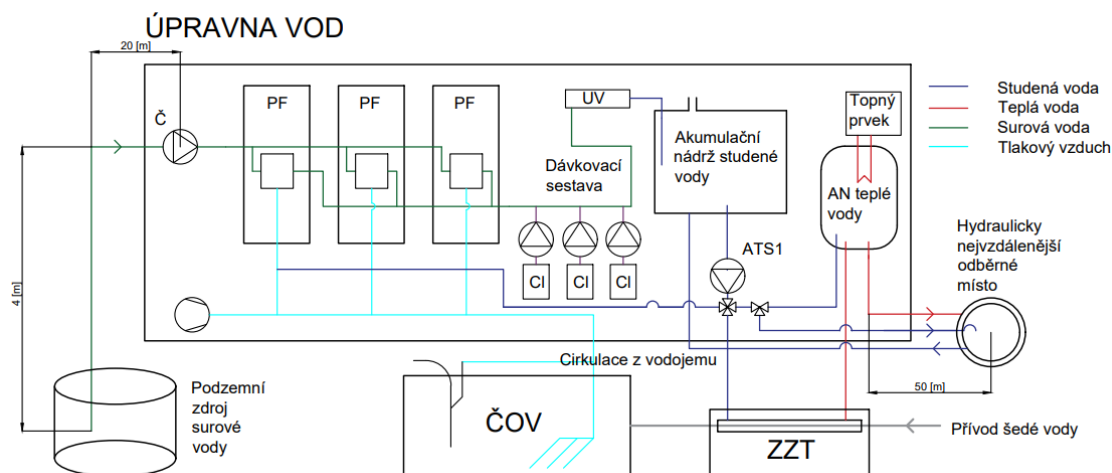 ÚPRAVNA VOD
20 [m]
Č
PF
PF
PF
UV
Akumulační
nádrž studené
vody
Dávkovací
sestava
Topný
prvek
AN teplé
vody
Studená voda
Teplá voda
Surová voda
Tlakový vzduch
Hydraulicky
nejvzdálenější
odběrné
místo
ATS1
Cl
Cl
Cl
4 [m]
Cirkulace z vodojemu
50 [m]
Podzemní
zdroj
surové
vody
ČOV
ZZT
Přívod šedé vody